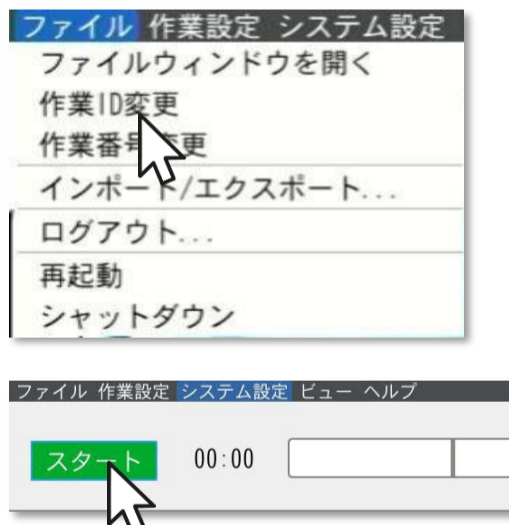 ファイル 作業設定 システム設定
ファイルウィンドウを開く
作業ID変更
作業番号変更
インポート/エクスポート...
ログアウト...
再起動
シャットダウン
ファイル 作業設定 システム設定 ビュー ヘルプ
スタート 00:00